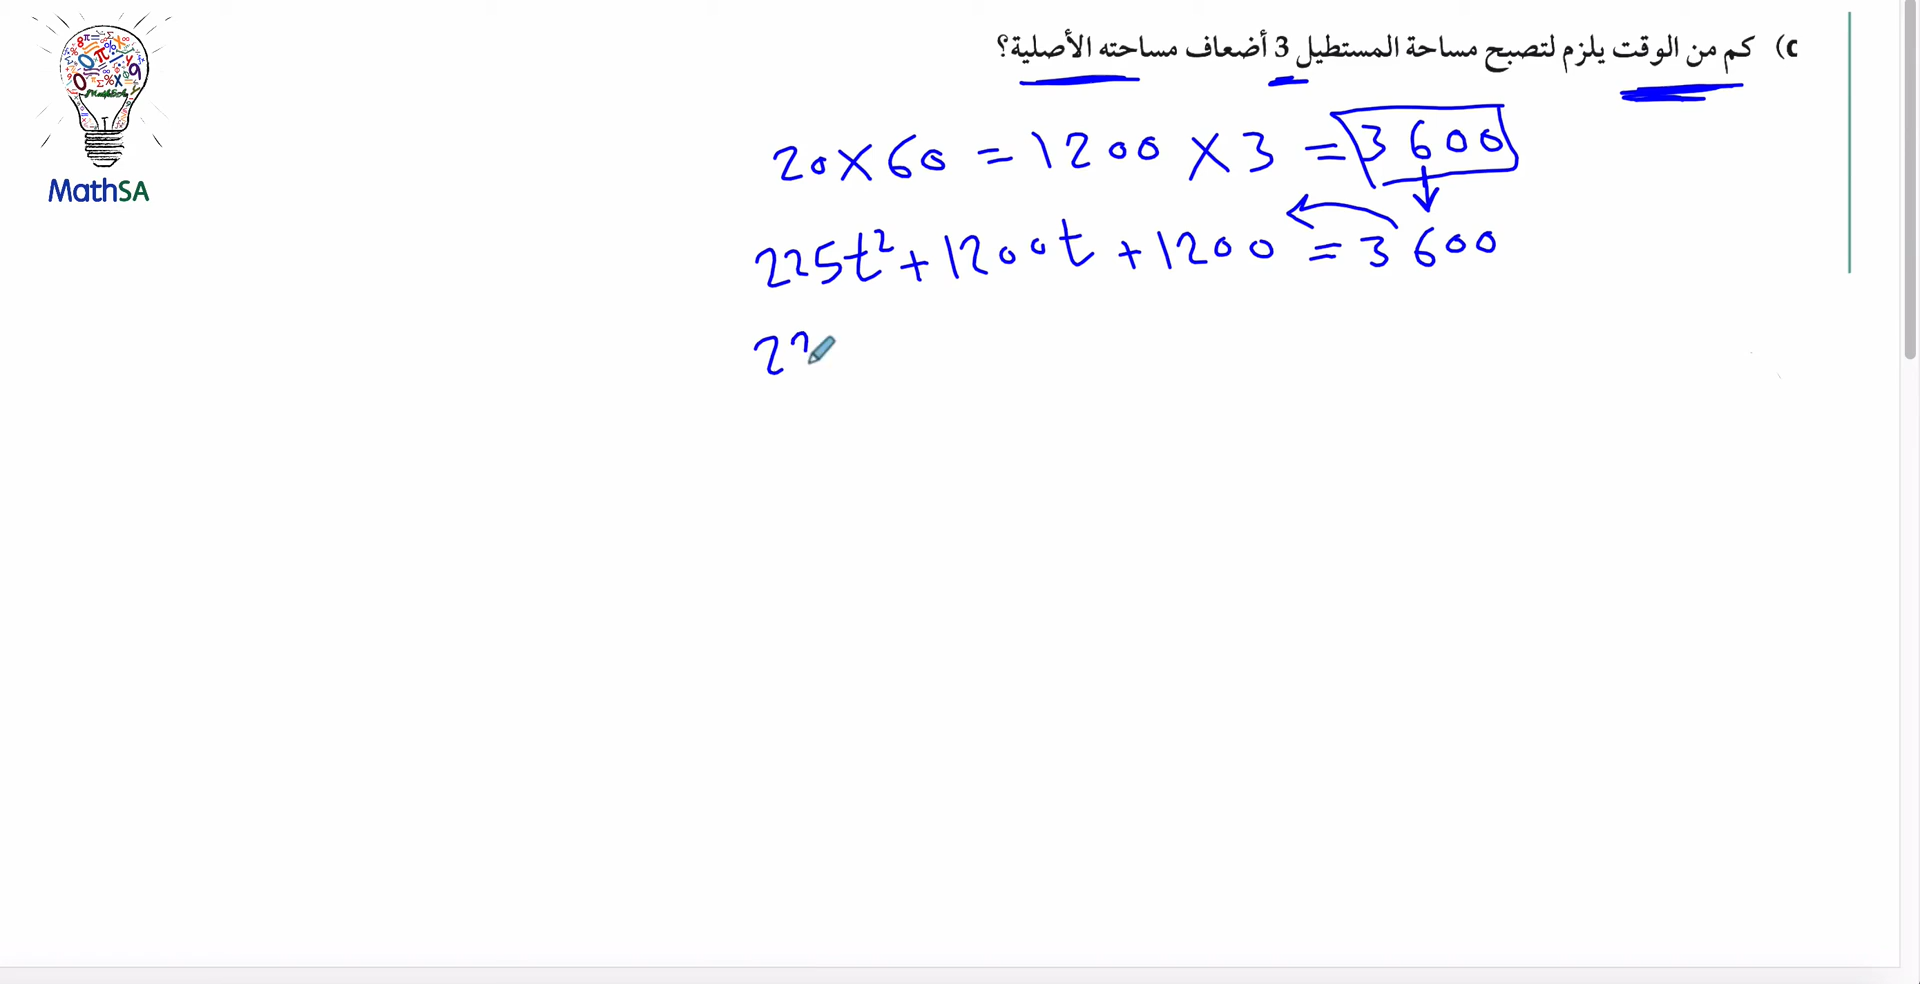 c) كم من الوقت يلزم لتصبح مساحة المستطيل 3 أضعاف مساحته الأصلية؟
20 × 60 = 1200 × 3 = 3600
225t² + 1200t + 1200 = 3600
22
MathSA